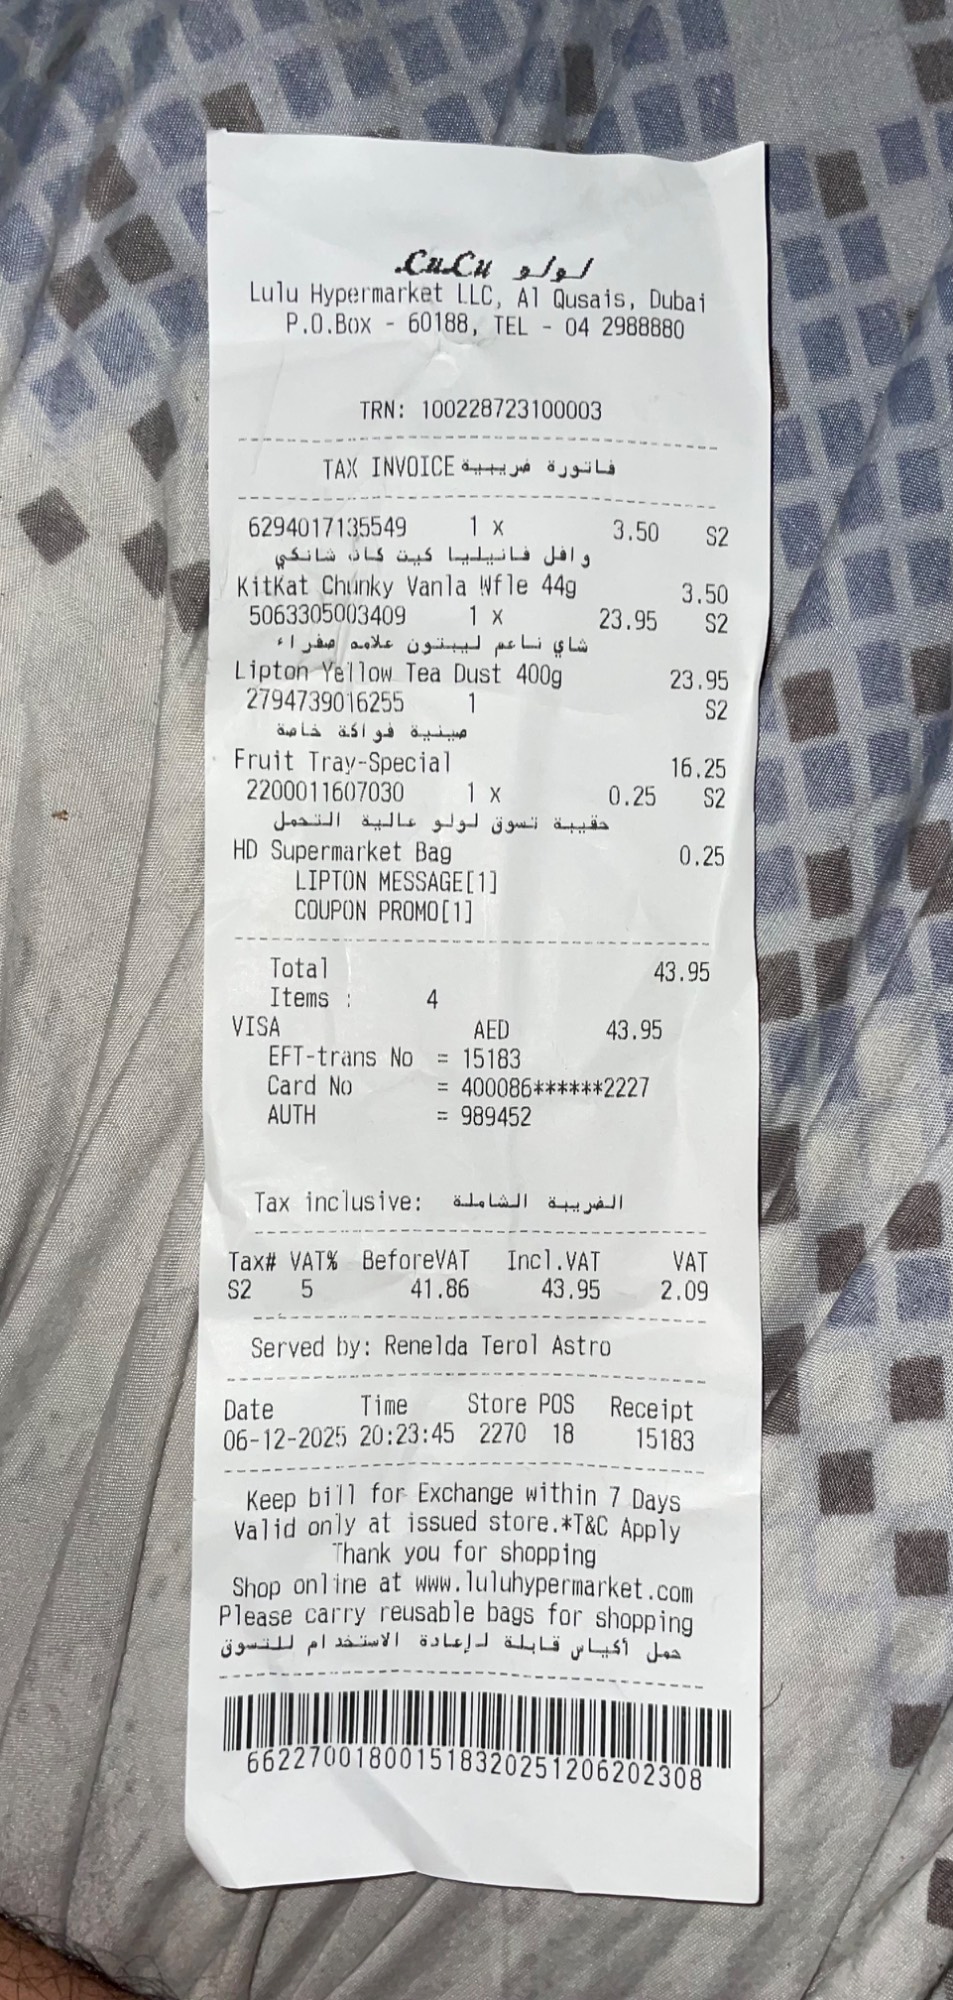 LuLu لولو
Lulu Hypermarket LLC, Al Qusais, Dubai
P.O.Box - 60188, TEL - 04 2988880
TRN: 100228723100003
TAX INVOICE فاتورة ضريبية
6294017135549 1 x 3.50 S2
وافل فانيليا كيت كات شانكي
KitKat Chunky Vanla Wfle 44g 3.50
5063305003409 1 x 23.95 S2
شاي ناعم ليبتون علامه صفراء
Lipton Yellow Tea Dust 400g 23.95
2794739016255 1 S2
صينية فواكة خاصة
Fruit Tray-Special 16.25
2200011607030 1 x 0.25 S2
حقيبة تسوق لولو عالية التحمل
HD Supermarket Bag 0.25
LIPTON MESSAGE[1]
COUPON PROMO[1]
Total 43.95
Items : 4
VISA AED 43.95
EFT-trans No = 15183
Card No = 400086******2227
AUTH = 989452
Tax inclusive: الضريبة الشاملة
Tax# VAT% BeforeVAT Incl.VAT VAT
S2 5 41.86 43.95 2.09
Served by: Renelda Terol Astro
Date Time Store POS Receipt
06-12-2025 20:23:45 2270 18 15183
Keep bill for Exchange within 7 Days
Valid only at issued store.*T&C Apply
Thank you for shopping
Shop online at www.luluhypermarket.com
Please carry reusable bags for shopping
حمل أكياس قابلة لإعادة الاستخدام للتسوق
662270018001518320251206202308